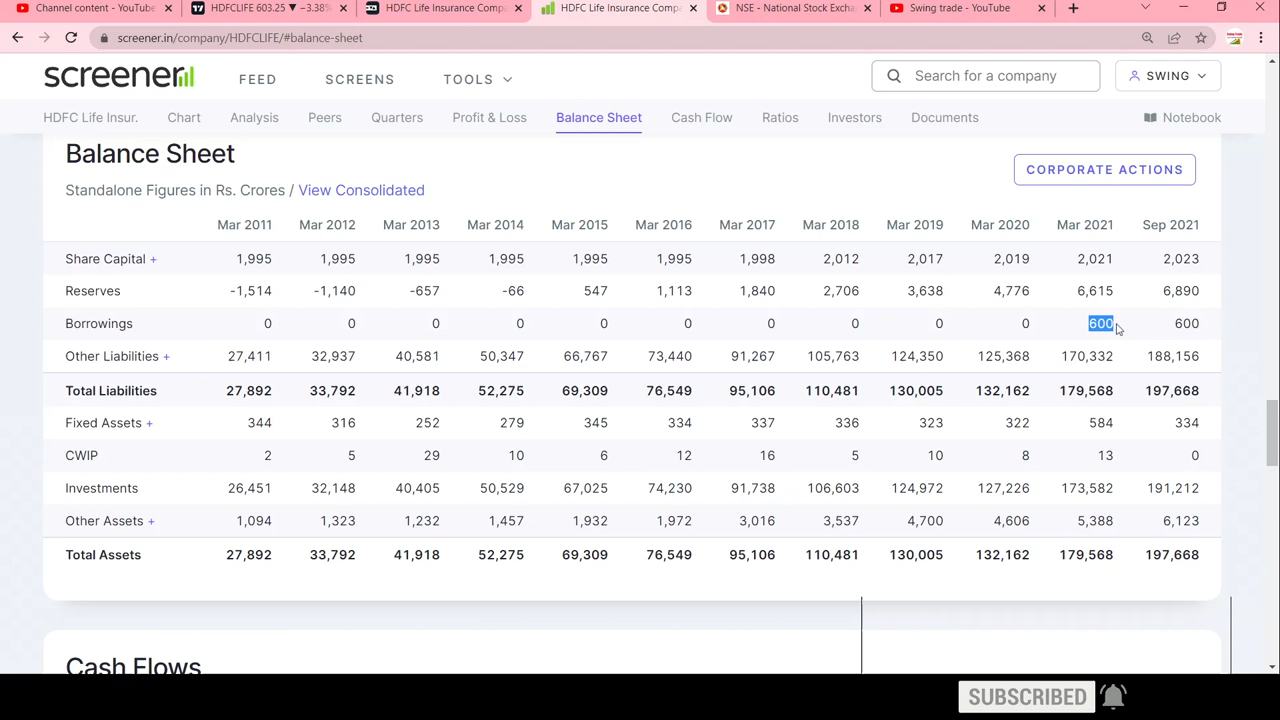 Channel content - YouTube
HDFCLIFE 603.25 ▼ −3.38%
HDFC Life Insurance Compa
HDFC Life Insurance Comp
NSE - National Stock Exchan
Swing trade - YouTube
screener.in/company/HDFCLIFE/#balance-sheet
screener
FEED
SCREENS
TOOLS
Search for a company
SWING
HDFC Life Insur.
Chart
Analysis
Peers
Quarters
Profit & Loss
Balance Sheet
Cash Flow
Ratios
Investors
Documents
Notebook
Balance Sheet
CORPORATE ACTIONS
Standalone Figures in Rs. Crores / View Consolidated
Mar 2011 Mar 2012 Mar 2013 Mar 2014 Mar 2015 Mar 2016 Mar 2017 Mar 2018 Mar 2019 Mar 2020 Mar 2021 Sep 2021
Share Capital + 1,995 1,995 1,995 1,995 1,995 1,995 1,998 2,012 2,017 2,019 2,021 2,023
Reserves -1,514 -1,140 -657 -66 547 1,113 1,840 2,706 3,638 4,776 6,615 6,890
Borrowings 0 0 0 0 0 0 0 0 0 0 600 600
Other Liabilities + 27,411 32,937 40,581 50,347 66,767 73,440 91,267 105,763 124,350 125,368 170,332 188,156
Total Liabilities 27,892 33,792 41,918 52,275 69,309 76,549 95,106 110,481 130,005 132,162 179,568 197,668
Fixed Assets + 344 316 252 279 345 334 337 336 323 322 584 334
CWIP 2 5 29 10 6 12 16 5 10 8 13 0
Investments 26,451 32,148 40,405 50,529 67,025 74,230 91,738 106,603 124,972 127,226 173,582 191,212
Other Assets + 1,094 1,323 1,232 1,457 1,932 1,972 3,016 3,537 4,700 4,606 5,388 6,123
Total Assets 27,892 33,792 41,918 52,275 69,309 76,549 95,106 110,481 130,005 132,162 179,568 197,668
Cash Flows
SUBSCRIBED